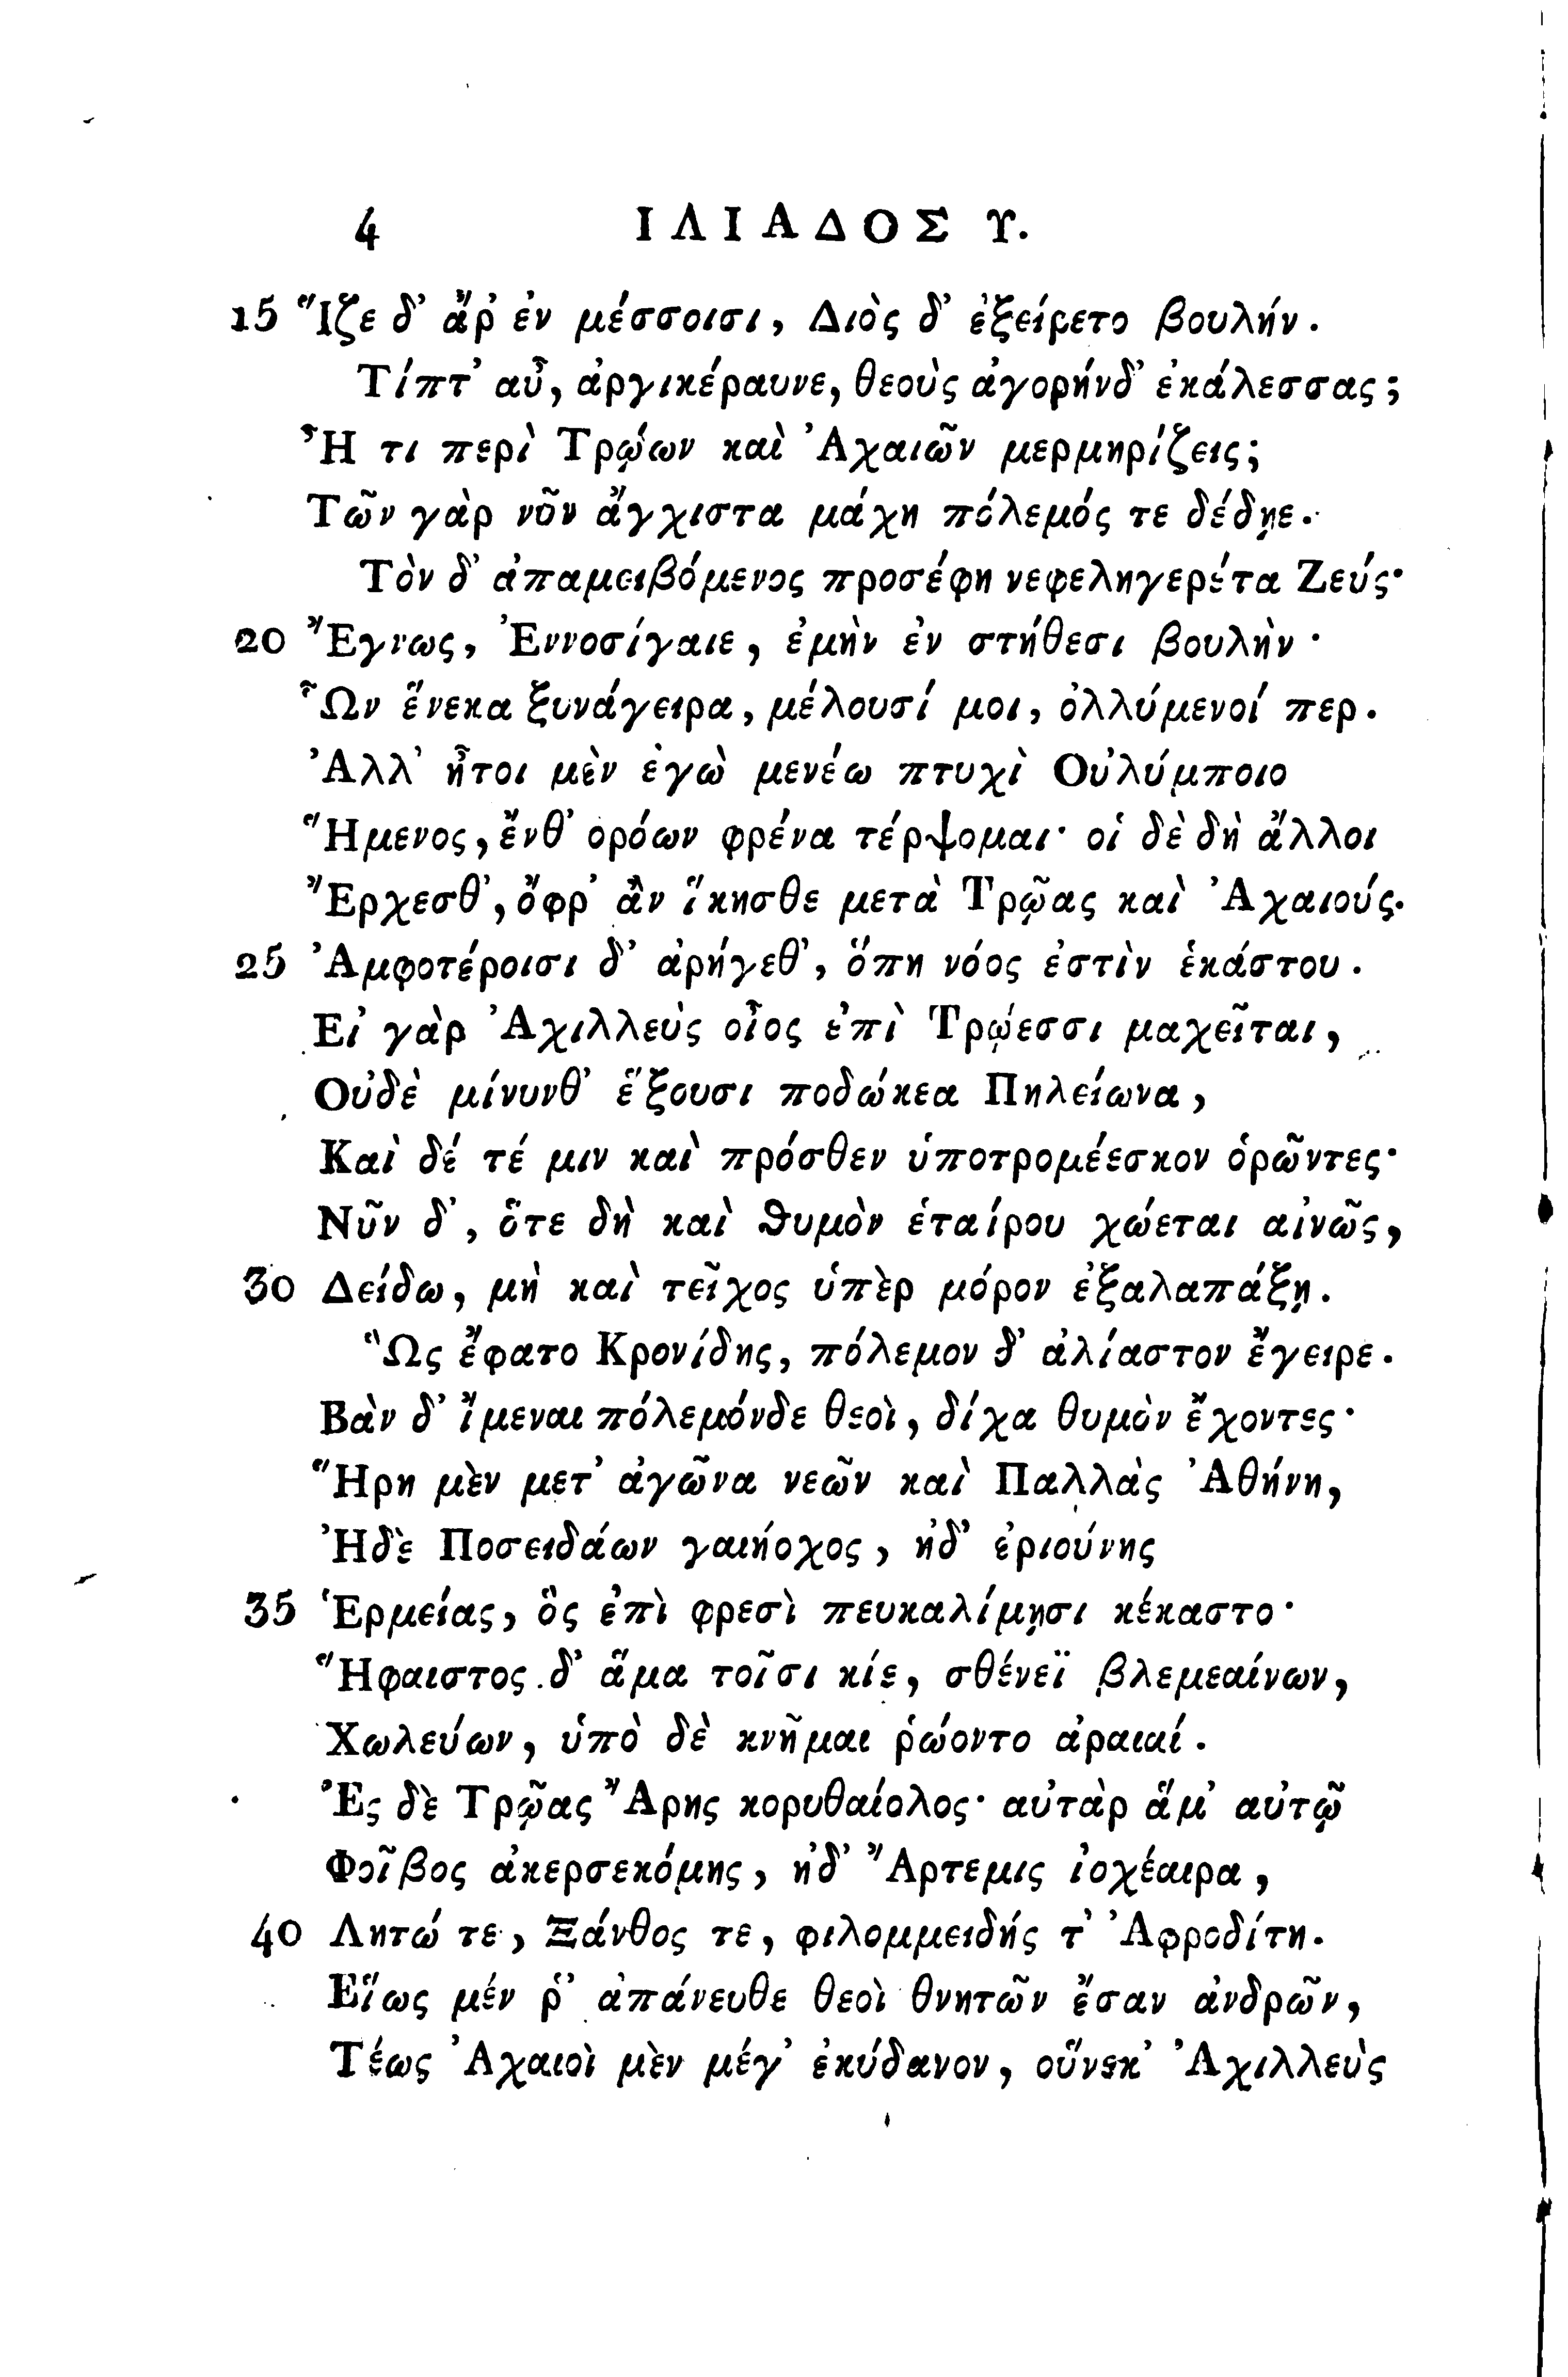 4 ΙΛΙΑΔΟΣ Υ.
15 Ἵζε δ’ ἄρ’ ἐν μέσσοισι, Διὸς δ’ ἐξείρετο βουλήν.
Τίπτ’ αὖ, ἀργικέραυνε, θεοὺς ἀγορήνδ’ ἐκάλεσσας;
Ἦ τι περὶ Τρώων καὶ Ἀχαιῶν μερμηρίζεις;
Τῶν γὰρ νῦν ἄγχιστα μάχη πόλεμός τε δέδῃε.
Τὸν δ’ ἀπαμειβόμενος προσέφη νεφεληγερέτα Ζεύς·
20 Ἔγνως, Ἐννοσίγαιε, ἐμὴν ἐν στήθεσι βουλὴν·
Ὧν ἕνεκα ξυνάγειρα, μέλουσί μοι, ὀλλύμενοί περ.
Ἀλλ’ ἤτοι μὲν ἐγὼ μενέω πτυχὶ Οὐλύμποιο
Ἥμενος, ἔνθ’ ὁρόων φρένα τέρψομαι· οἱ δὲ δὴ ἄλλοι
Ἔρχεσθ’, ὄφρ’ ἂν ἵκησθε μετὰ Τρῶας καὶ Ἀχαιούς.
25 Ἀμφοτέροισι δ’ ἀρήγεθ’, ὅπη νόος ἐστὶν ἑκάστου.
Εἰ γὰρ Ἀχιλλεὺς οἶος ἐπὶ Τρώεσσι μαχεῖται,
Οὐδὲ μίνυνθ’ ἕξουσι ποδώκεα Πηλείωνα,
Καὶ δέ τέ μιν καὶ πρόσθεν ὑποτρομέεσκον ὁρῶντες·
Νῦν δ’, ὅτε δὴ καὶ θυμὸν ἑταίρου χώεται αἰνῶς,
30 Δείδω, μὴ καὶ τεῖχος ὑπὲρ μόρον ἐξαλαπάξῃ.
Ὣς ἔφατο Κρονίδης, πόλεμον δ’ ἀλίαστον ἔγειρε.
Βὰν δ’ ἴμεναι πόλεμόνδε θεοὶ, δίχα θυμὸν ἔχοντες·
Ἥρη μὲν μετ’ ἀγῶνα νεῶν καὶ Παλλὰς Ἀθήνη,
Ἠδὲ Ποσειδάων γαιήοχος, ἠδ’ ἐριούνης
35 Ἑρμείας, ὃς ἐπὶ φρεσὶ πευκαλίμῃσι κέκαστο·
Ἥφαιστος δ’ ἅμα τοῖσι κίε, σθένεϊ βλεμεαίνων,
Χωλεύων, ὑπὸ δὲ κνῆμαι ῥώοντο ἀραιαί.
Ἐς δὲ Τρῶας Ἄρης κορυθαίολος· αὐτὰρ ἅμ’ αὐτῷ
Φοῖβος ἀκερσεκόμης, ἠδ’ Ἄρτεμις ἰοχέαιρα,
40 Λητώ τε, Ξάνθος τε, φιλομμειδής τ’ Ἀφροδίτη.
Εἵως μέν ῥ’ ἀπάνευθε θεοὶ θνητῶν ἔσαν ἀνδρῶν,
Τέως Ἀχαιοὶ μὲν μέγ’ ἐκύδανον, οὕνεκ’ Ἀχιλλεὺς